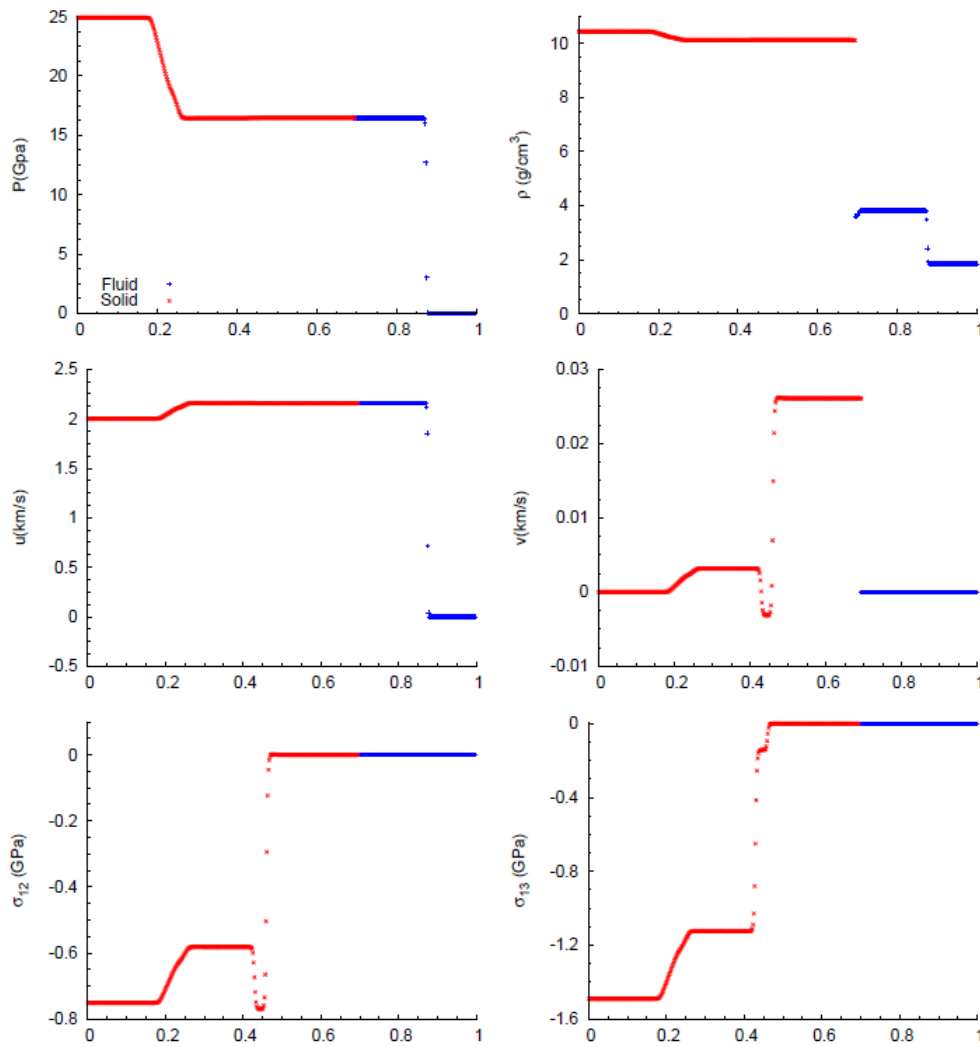 25
20
15
10
5
0
P(Gpa)
Fluid
Solid
0 0.2 0.4 0.6 0.8 1
10
8
6
4
2
0
ρ (g/cm³)
0 0.2 0.4 0.6 0.8 1
2.5
2
1.5
1
0.5
0
-0.5
u(km/s)
0 0.2 0.4 0.6 0.8 1
0.03
0.02
0.01
0
-0.01
v(km/s)
0 0.2 0.4 0.6 0.8 1
0
-0.2
-0.4
-0.6
-0.8
σ₁₂ (GPa)
0 0.2 0.4 0.6 0.8 1
0
-0.4
-0.8
-1.2
-1.6
σ₁₃ (GPa)
0 0.2 0.4 0.6 0.8 1